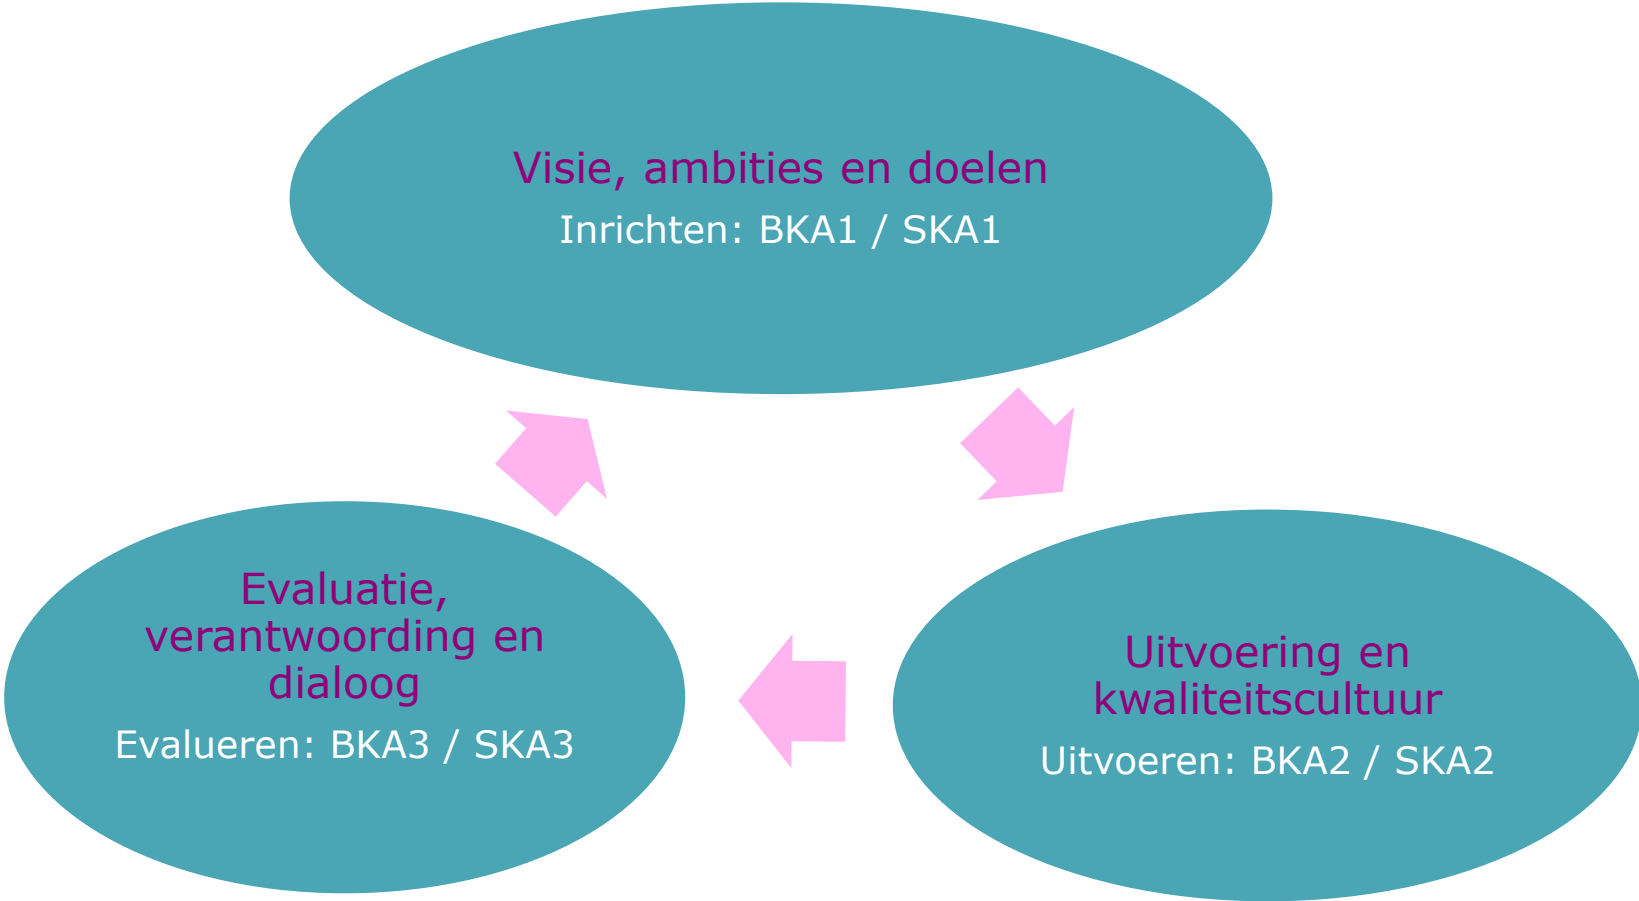 Visie, ambities en doelen
Inrichten: BKA1 / SKA1
Uitvoering en
kwaliteitscultuur
Uitvoeren: BKA2 / SKA2
Evaluatie,
verantwoording en
dialoog
Evalueren: BKA3 / SKA3